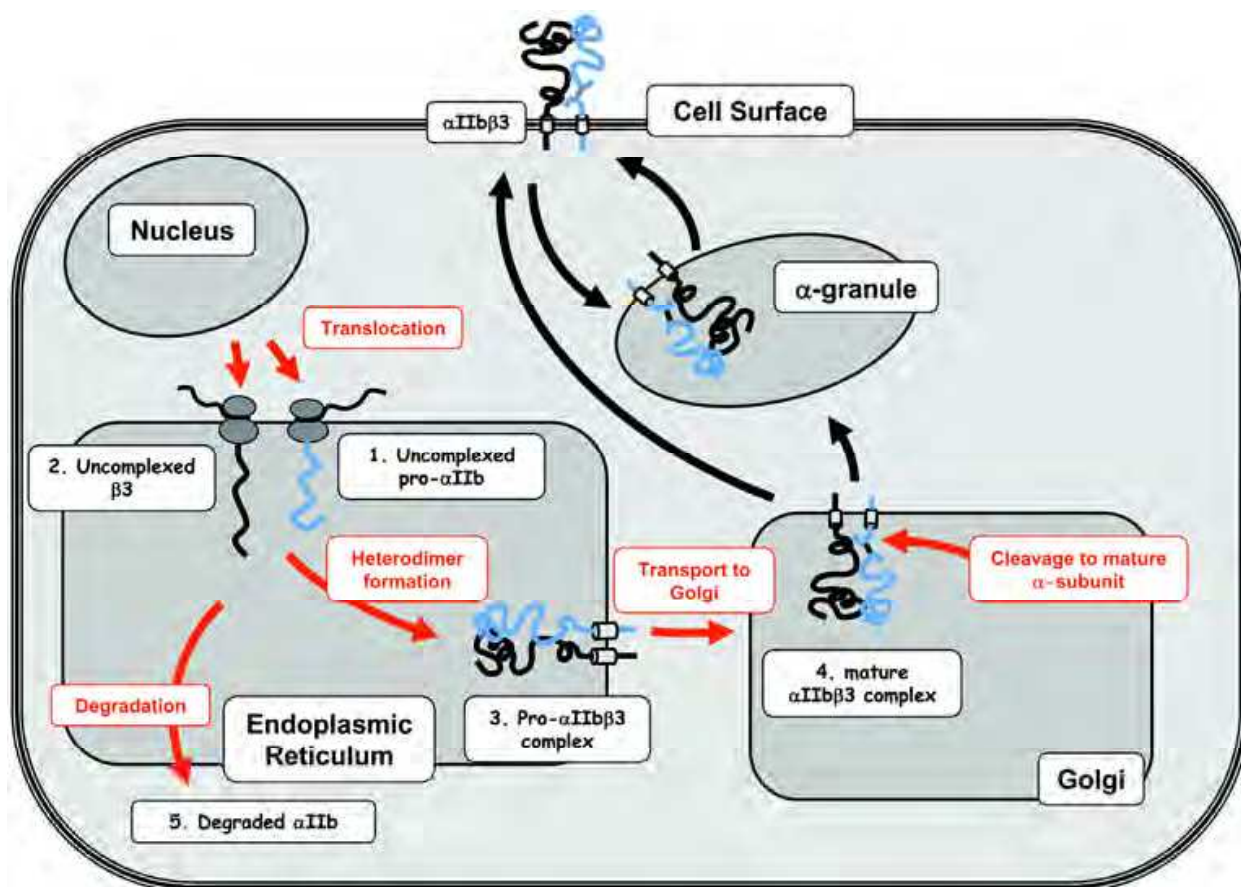 αIIbβ3
Cell Surface
Nucleus
α-granule
Translocation
2. Uncomplexed
β3
1. Uncomplexed
pro-αIIb
Heterodimer
formation
Transport to
Golgi
Cleavage to mature
α-subunit
Degradation
Endoplasmic
Reticulum
3. Pro-αIIbβ3
complex
4. mature
αIIbβ3 complex
Golgi
5. Degraded αIIb